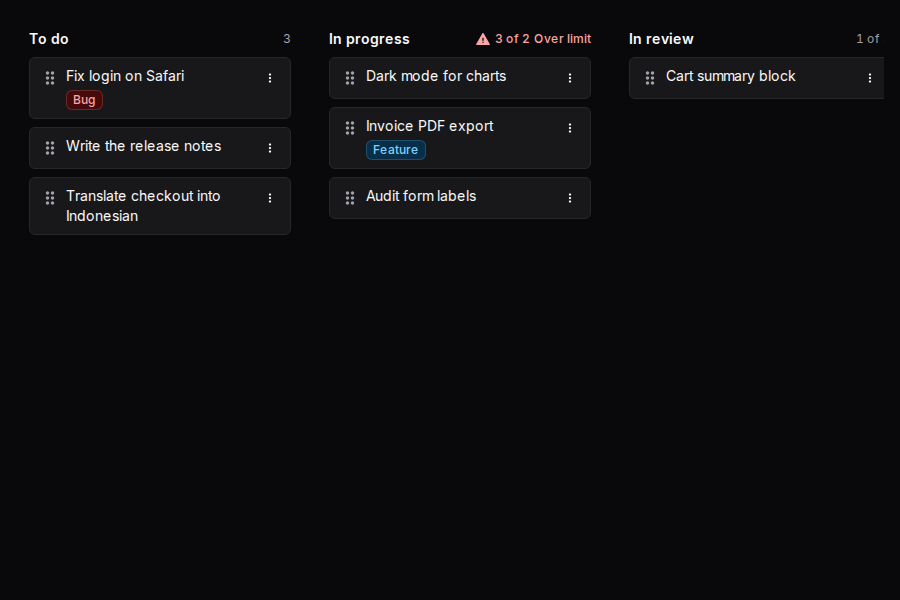 To do
3
Fix login on Safari
Bug
Write the release notes
Translate checkout into
Indonesian
In progress
3 of 2 Over limit
Dark mode for charts
Invoice PDF export
Feature
Audit form labels
In review
1 of
Cart summary block